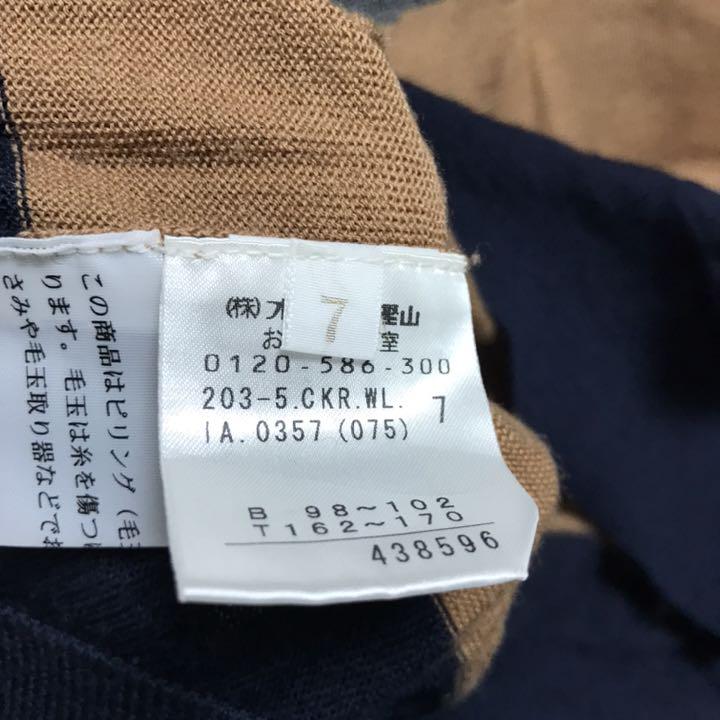 7
(株)オ 樫山
お 室
0120-586-300
203-5.CKR.WL. 7
IA.0357 (075)
B 98～102
T 162～170
438596
この商品はピリング（毛
ります。毛玉は糸を傷つ
さみや毛玉取り器などで